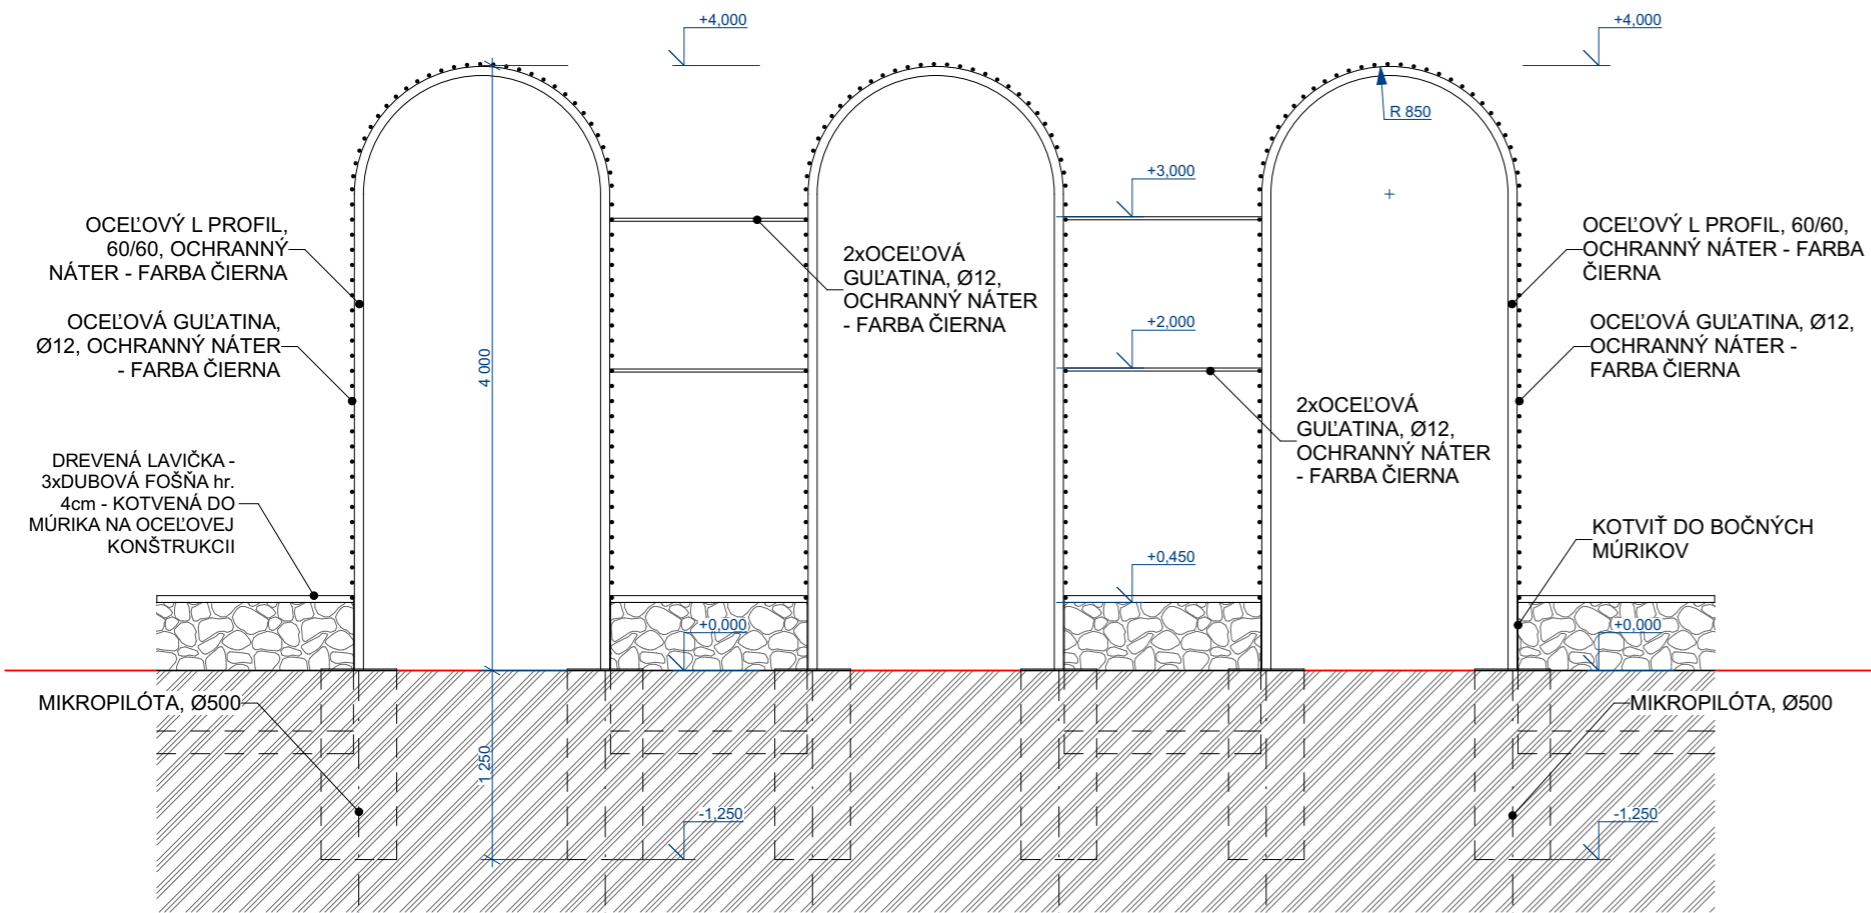 +4,000
+4,000
R 850
+3,000
OCEĽOVÝ L PROFIL,
60/60, OCHRANNÝ
NÁTER - FARBA ČIERNA
2xOCEĽOVÁ
GUĽATINA, Ø12,
OCHRANNÝ NÁTER
- FARBA ČIERNA
OCEĽOVÝ L PROFIL, 60/60,
OCHRANNÝ NÁTER - FARBA
ČIERNA
OCEĽOVÁ GUĽATINA,
Ø12, OCHRANNÝ NÁTER
- FARBA ČIERNA
+2,000
OCEĽOVÁ GUĽATINA, Ø12,
OCHRANNÝ NÁTER -
FARBA ČIERNA
4 000
2xOCEĽOVÁ
GUĽATINA, Ø12,
OCHRANNÝ NÁTER
- FARBA ČIERNA
DREVENÁ LAVIČKA -
3xDUBOVÁ FOŠŇA hr.
4cm - KOTVENÁ DO
MÚRIKA NA OCEĽOVEJ
KONŠTRUKCII
KOTVIŤ DO BOČNÝCH
MÚRIKOV
+0,450
+0,000
+0,000
MIKROPILÓTA, Ø500
MIKROPILÓTA, Ø500
1 250
-1,250
-1,250